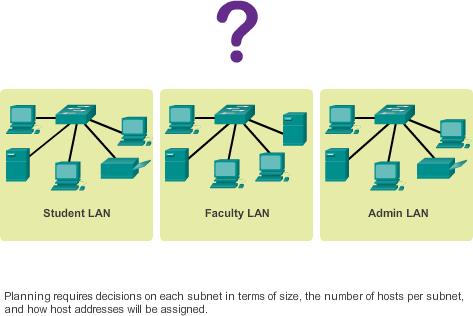 ?
Student LAN
Faculty LAN
Admin LAN
Planning requires decisions on each subnet in terms of size, the number of hosts per subnet,
and how host addresses will be assigned.